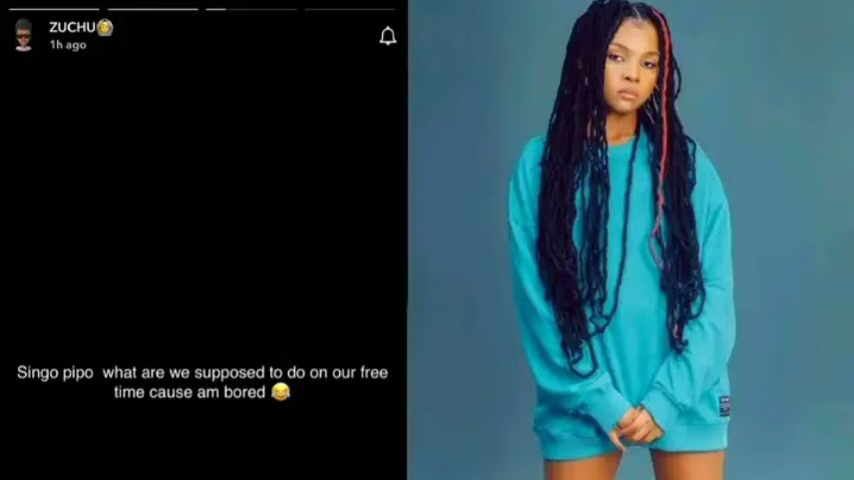 ZUCHU🙆
1h ago
Singo pipo what are we supposed to do on our free
time cause am bored 😂